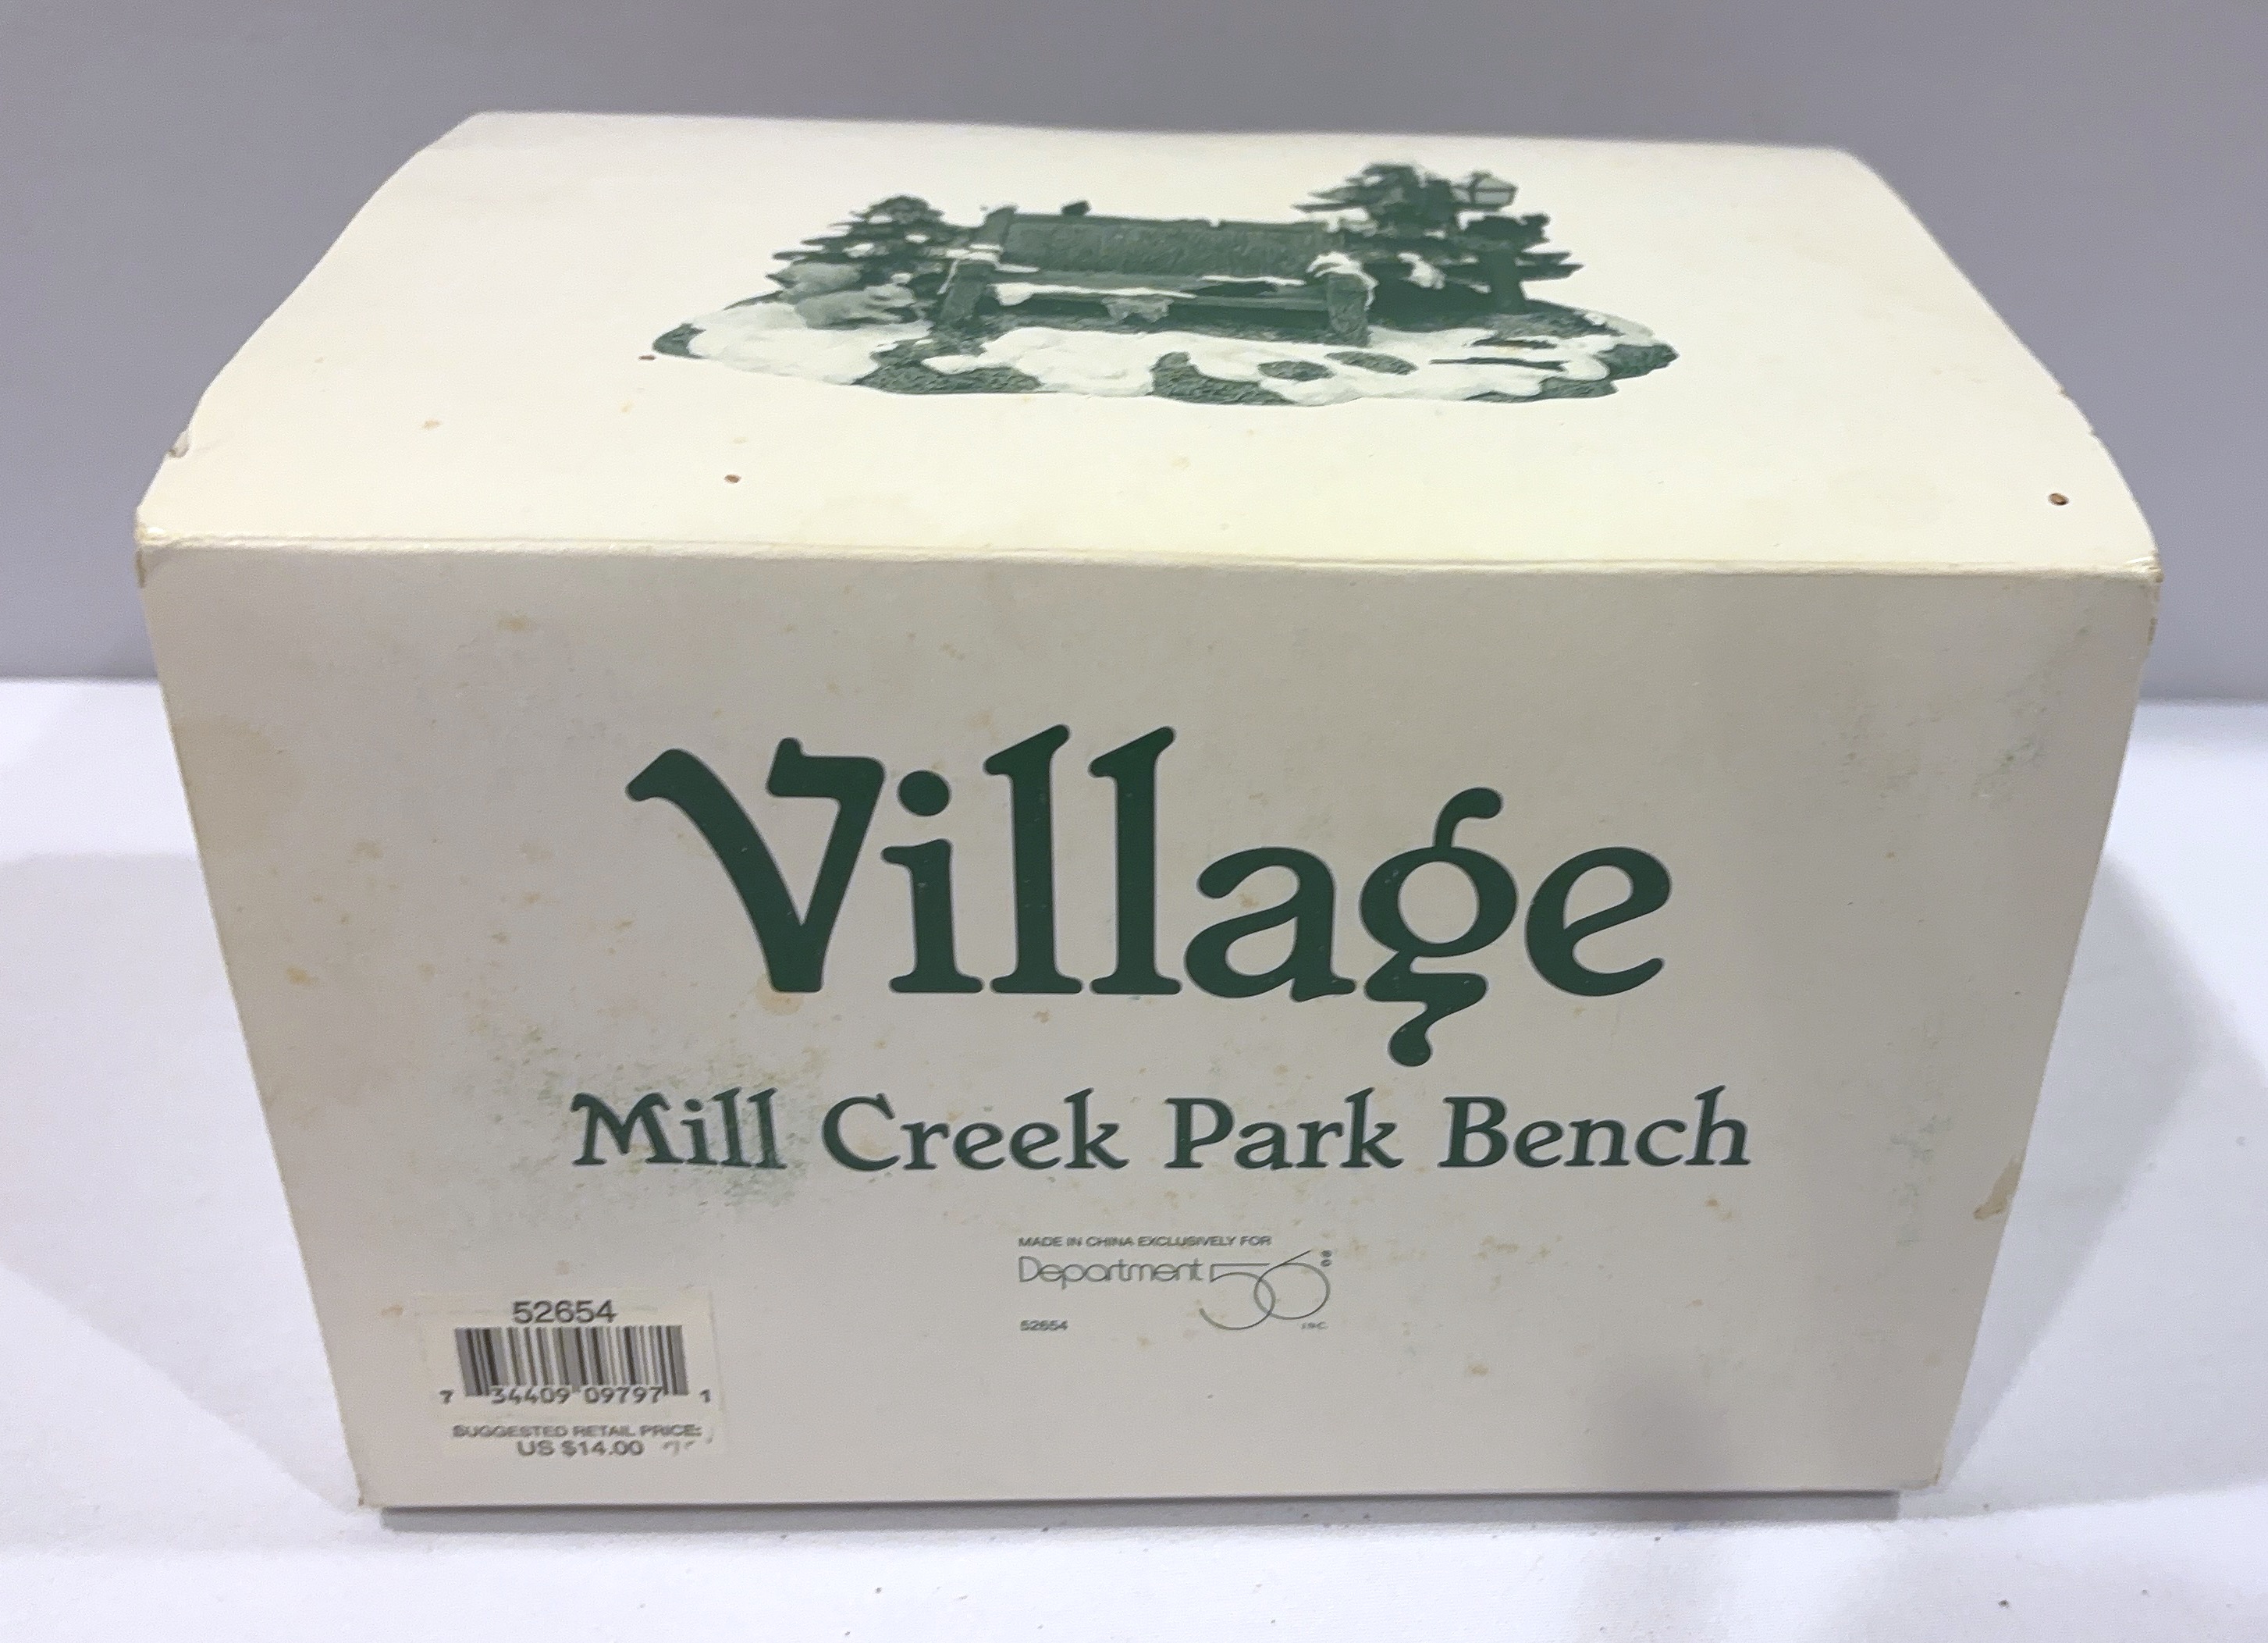 Village
Mill Creek Park Bench
MADE IN CHINA EXCLUSIVELY FOR
Department 56®
INC.
52654
52654
7 34409 09797 1
SUGGESTED RETAIL PRICE:
US $14.00